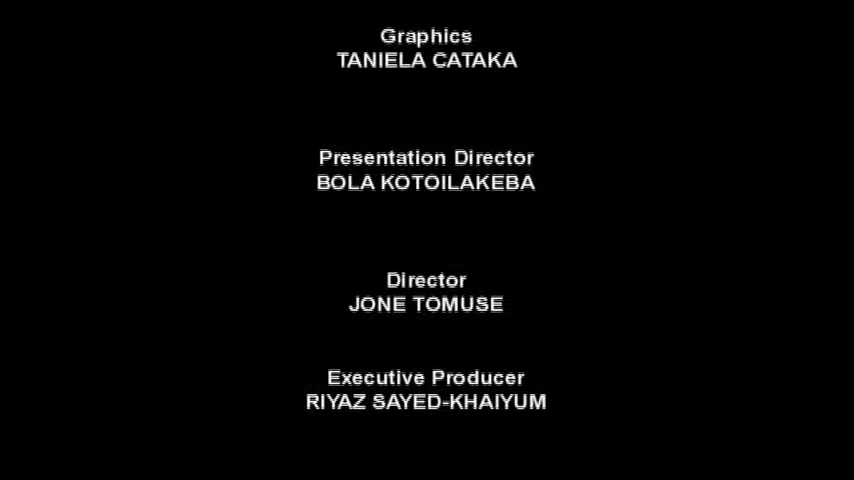 Graphics
TANIELA CATAKA
Presentation Director
BOLA KOTOILAKEBA
Director
JONE TOMUSE
Executive Producer
RIYAZ SAYED-KHAIYUM